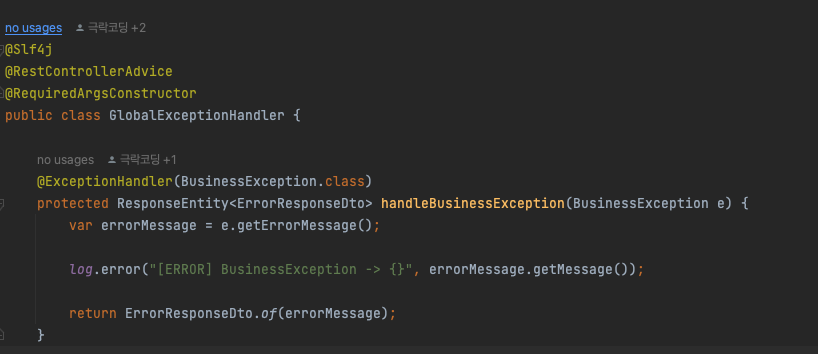 no usages 극락코딩 +2
@Slf4j
@RestControllerAdvice
@RequiredArgsConstructor
public class GlobalExceptionHandler {
no usages 극락코딩 +1
@ExceptionHandler(BusinessException.class)
protected ResponseEntity<ErrorResponseDto> handleBusinessException(BusinessException e) {
var errorMessage = e.getErrorMessage();
log.error("[ERROR] BusinessException -> {}", errorMessage.getMessage());
return ErrorResponseDto.of(errorMessage);
}